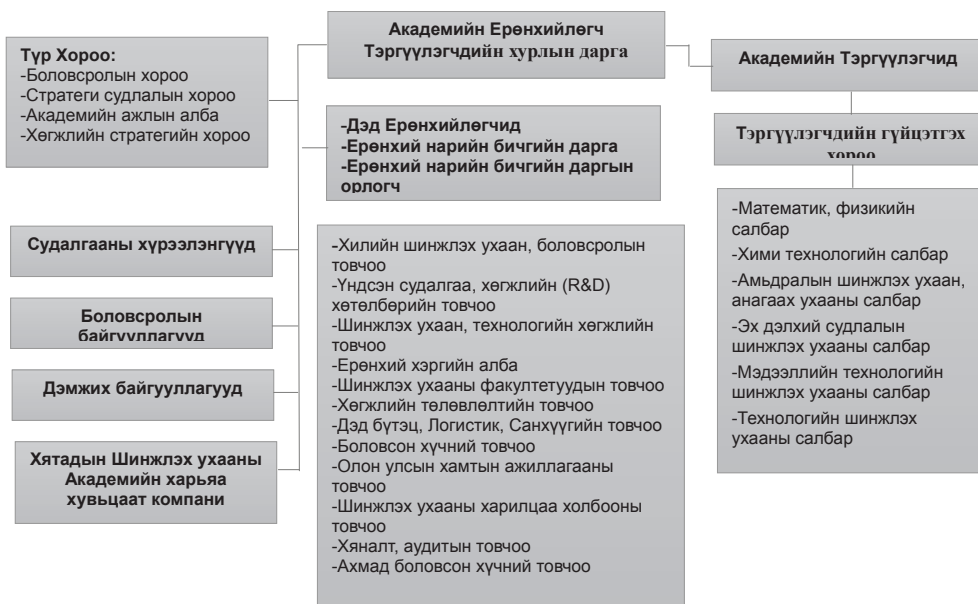 Академийн Ерөнхийлөгч
Тэргүүлэгчдийн хурлын дарга
Түр Хороо:
-Боловсролын хороо
-Стратеги судлалын хороо
-Академийн ажлын алба
-Хөгжлийн стратегийн хороо
Академийн Тэргүүлэгчид
-Дэд Ерөнхийлөгчид
-Ерөнхий нарийн бичгийн дарга
-Ерөнхий нарийн бичгийн даргын
орлогч
Тэргүүлэгчдийн гүйцэтгэх
хороо
-Математик, физикийн
салбар
-Хими технологийн салбар
-Амьдралын шинжлэх ухаан,
анагаах ухааны салбар
-Эх дэлхий судлалын
шинжлэх ухааны салбар
-Мэдээллийн технологийн
шинжлэх ухааны салбар
-Технологийн шинжлэх
ухааны салбар
Судалгааны хүрээлэнгүүд
Боловсролын
байгууллагууд
Дэмжих байгууллагууд
Хятадын Шинжлэх ухааны
Академийн харьяа
хувьцаат компани
-Хилийн шинжлэх ухаан, боловсролын
товчоо
-Үндсэн судалгаа, хөгжлийн (R&D)
хөтөлбөрийн товчоо
-Шинжлэх ухаан, технологийн хөгжлийн
товчоо
-Ерөнхий хэргийн алба
-Шинжлэх ухааны факультетуудын товчоо
-Хөгжлийн төлөвлөлтийн товчоо
-Дэд бүтэц, Логистик, Санхүүгийн товчоо
-Боловсон хүчний товчоо
-Олон улсын хамтын ажиллагааны
товчоо
-Шинжлэх ухааны харилцаа холбооны
товчоо
-Хяналт, аудитын товчоо
-Ахмад боловсон хүчний товчоо